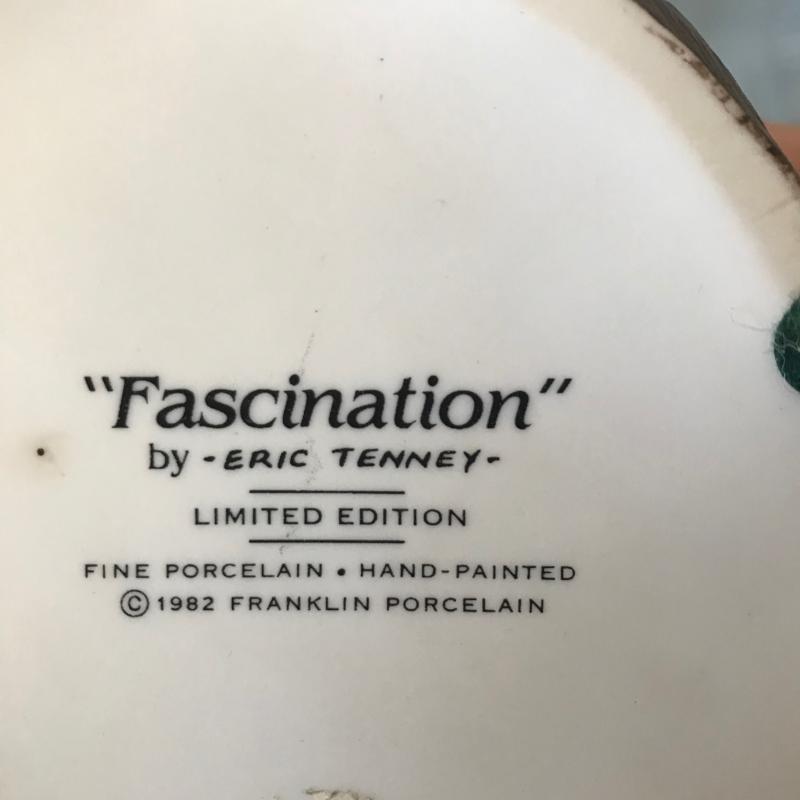 "Fascination"
by -ERIC TENNEY-
LIMITED EDITION
FINE PORCELAIN • HAND-PAINTED
© 1982 FRANKLIN PORCELAIN